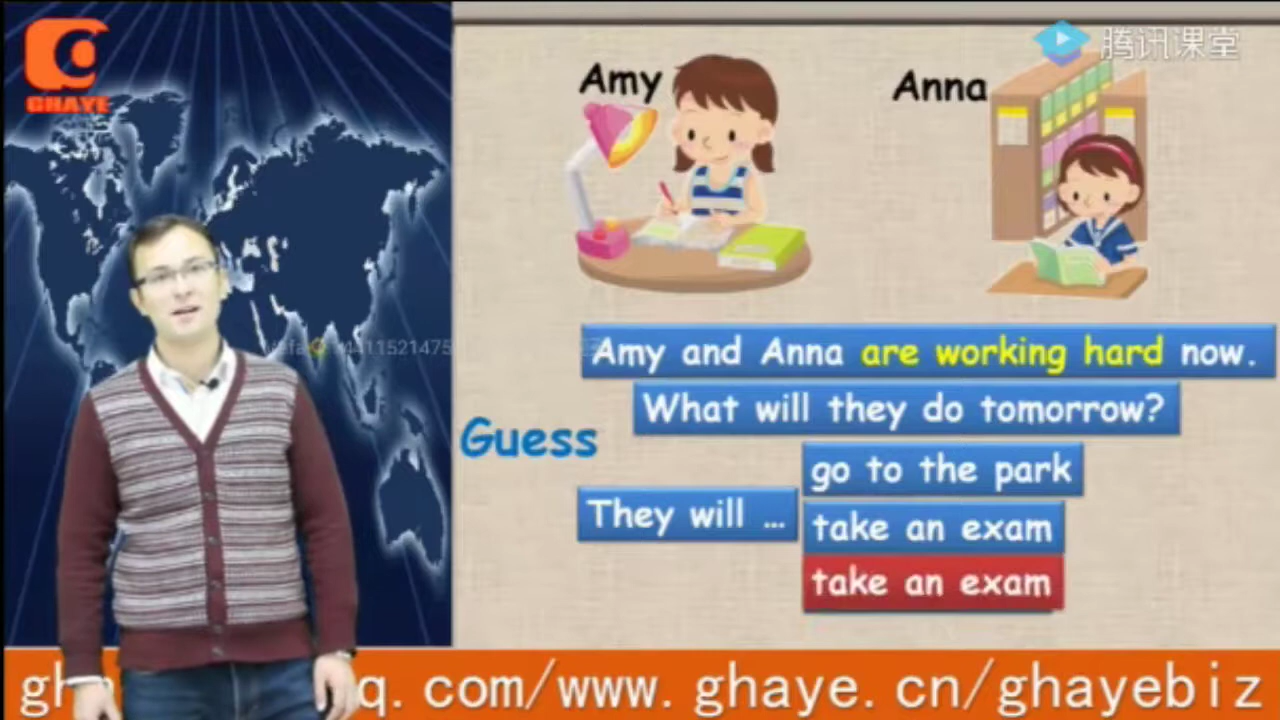 GHAYE
腾讯课堂
Amy
Anna
Amy and Anna are working hard now.
What will they do tomorrow?
Guess
go to the park
They will ...
take an exam
take an exam
q.com/www.ghaye.cn/ghayebiz